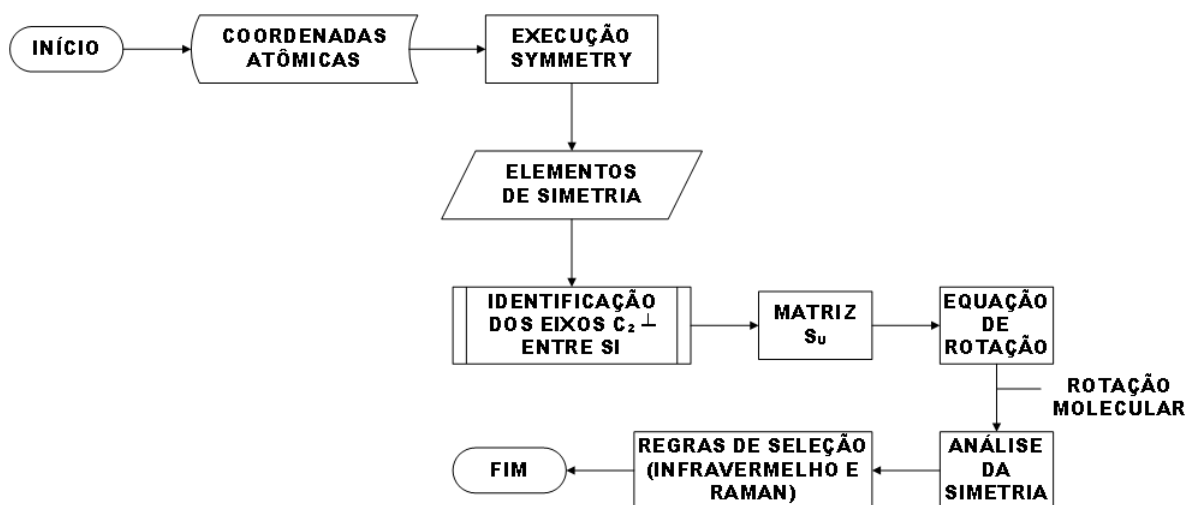 INÍCIO
COORDENADAS
ATÔMICAS
EXECUÇÃO
SYMMETRY
ELEMENTOS
DE SIMETRIA
IDENTIFICAÇÃO
DOS EIXOS C₂ ⊥
ENTRE SI
MATRIZ
Sᵤ
EQUAÇÃO
DE
ROTAÇÃO
ROTAÇÃO
MOLECULAR
ANÁLISE
DA
SIMETRIA
REGRAS DE SELEÇÃO
(INFRAVERMELHO E
RAMAN)
FIM